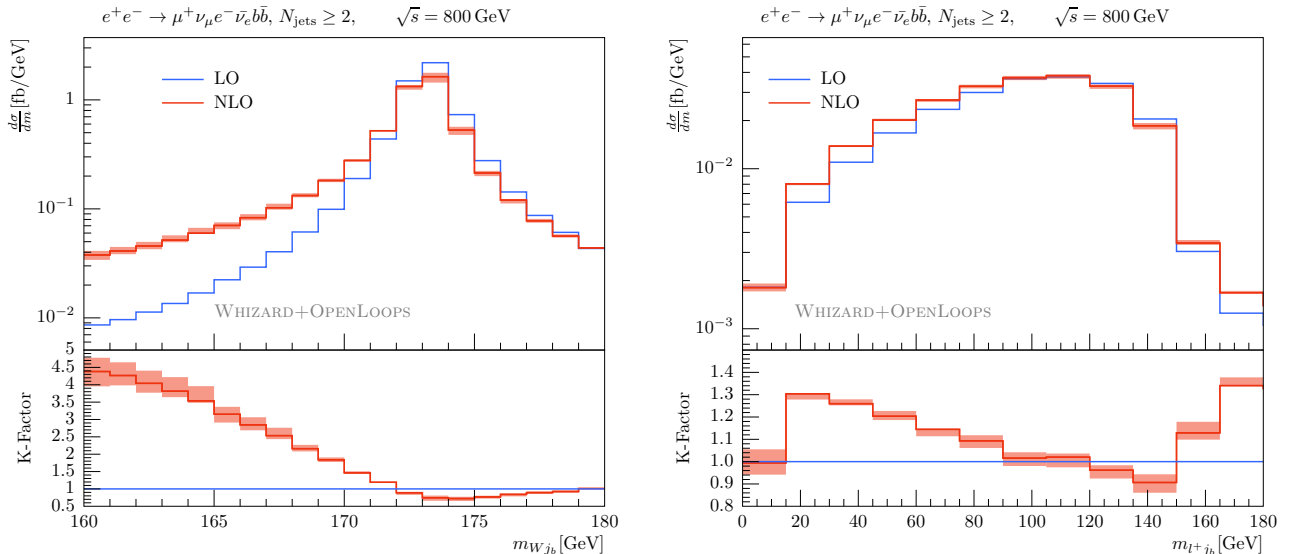 e⁺e⁻ → μ⁺ν_μe⁻ν̄_e b b̄, N_jets ≥ 2, √s = 800 GeV
dσ/dm [fb/GeV]
LO
NLO
1
10⁻¹
10⁻²
WHIZARD+OPENLOOPS
K-Factor
5
4.5
4
3.5
3
2.5
2
1.5
1
0.5
160 165 170 175 180
m_{Wj_b}[GeV]
e⁺e⁻ → μ⁺ν_μe⁻ν̄_e b b̄, N_jets ≥ 2, √s = 800 GeV
dσ/dm [fb/GeV]
LO
NLO
10⁻²
10⁻³
WHIZARD+OPENLOOPS
K-Factor
1.4
1.3
1.2
1.1
1.0
0.9
0.8
0 20 40 60 80 100 120 140 160 180
m_{l⁺j_b}[GeV]